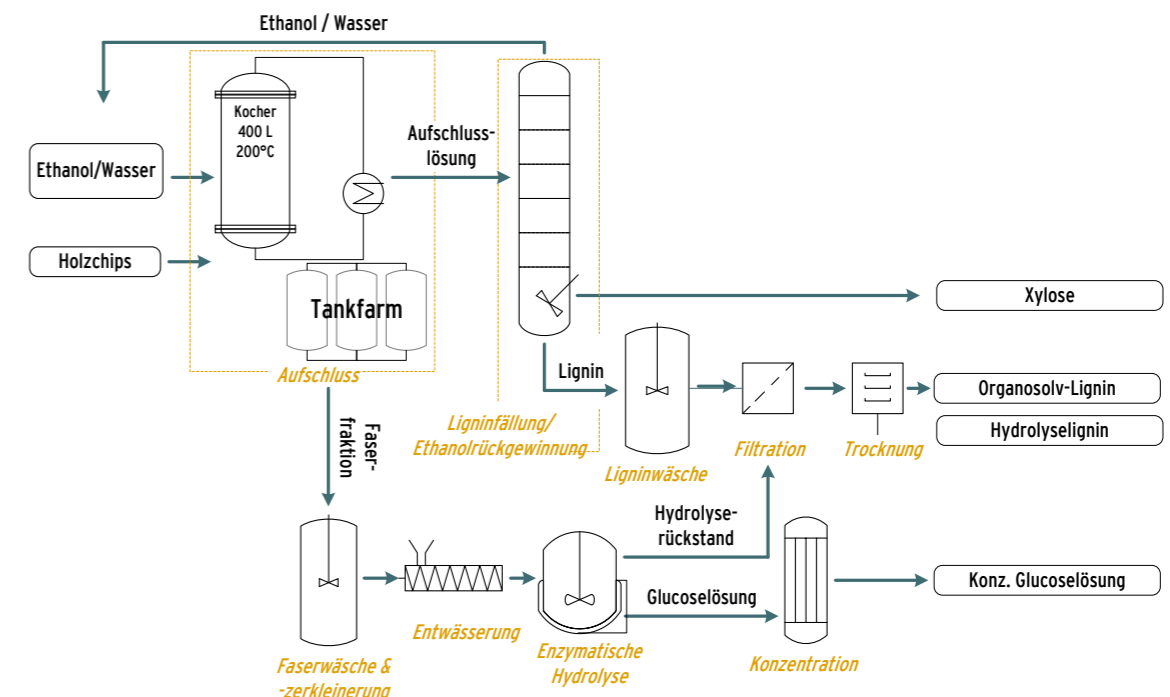 Ethanol / Wasser
Kocher
400 L
200°C
Aufschluss-
lösung
Ethanol/Wasser
Holzchips
Tankfarm
Xylose
Aufschluss
Lignin
Organosolv-Lignin
Ligninfällung/
Ethanolrückgewinnung
Hydrolyselignin
Filtration
Trocknung
Ligninwäsche
Faser-
fraktion
Hydrolyse-
rückstand
Konz. Glucoselösung
Glucoselösung
Entwässerung
Enzymatische
Hydrolyse
Konzentration
Faserwäsche &
-zerkleinerung